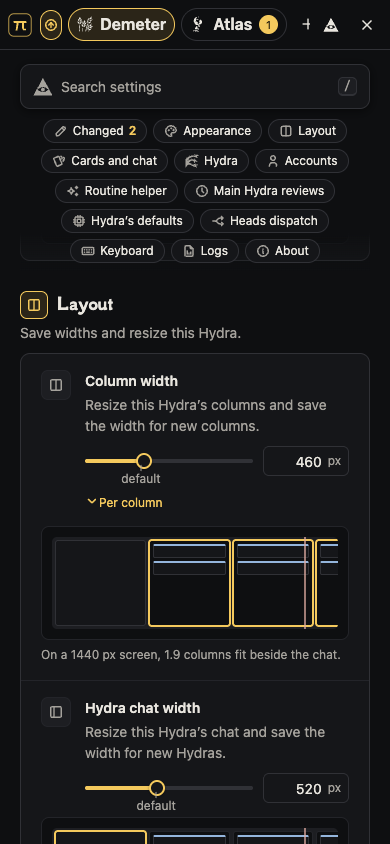 π Demeter Atlas 1
Search settings /
Changed 2 Appearance Layout
Cards and chat Hydra Accounts
Routine helper Main Hydra reviews
Hydra’s defaults Heads dispatch
Keyboard Logs About
Layout
Save widths and resize this Hydra.
Column width
Resize this Hydra’s columns and save
the width for new columns.
460 px
default
Per column
On a 1440 px screen, 1.9 columns fit beside the chat.
Hydra chat width
Resize this Hydra’s chat and save the
width for new Hydras.
520 px
default